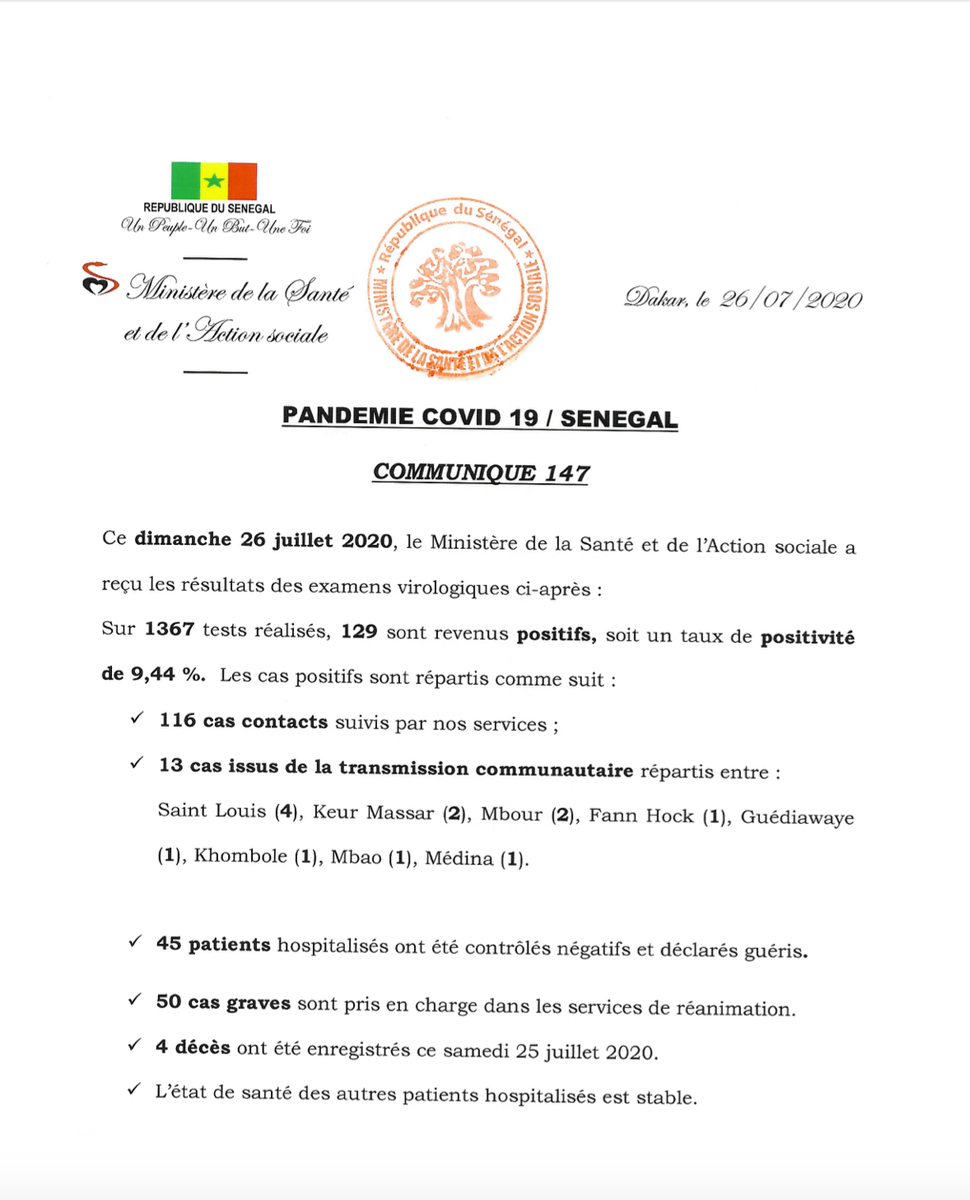 REPUBLIQUE DU SENEGAL
Un Peuple-Un But-Une Foi
Ministère de la Santé
et de l'Action sociale
★ République du Sénégal ★
MINISTÈRE DE LA SANTÉ ET DE L'ACTION SOCIALE
Dakar, le 26/07/2020
PANDEMIE COVID 19 / SENEGAL
COMMUNIQUE 147
Ce dimanche 26 juillet 2020, le Ministère de la Santé et de l'Action sociale a
reçu les résultats des examens virologiques ci-après :
Sur 1367 tests réalisés, 129 sont revenus positifs, soit un taux de positivité
de 9,44 %. Les cas positifs sont répartis comme suit :
✓ 116 cas contacts suivis par nos services ;
✓ 13 cas issus de la transmission communautaire répartis entre :
Saint Louis (4), Keur Massar (2), Mbour (2), Fann Hock (1), Guédiawaye
(1), Khombole (1), Mbao (1), Médina (1).
✓ 45 patients hospitalisés ont été contrôlés négatifs et déclarés guéris.
✓ 50 cas graves sont pris en charge dans les services de réanimation.
✓ 4 décès ont été enregistrés ce samedi 25 juillet 2020.
✓ L'état de santé des autres patients hospitalisés est stable.